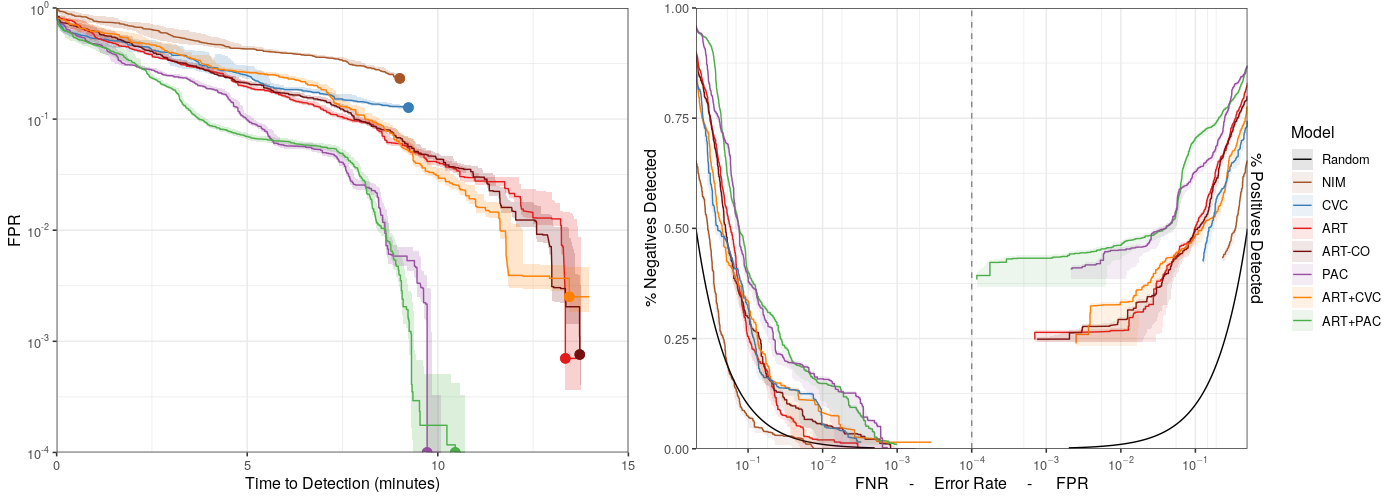 10⁰
10⁻¹
10⁻²
10⁻³
10⁻⁴
FPR
0
5
10
15
Time to Detection (minutes)
1.00
0.75
0.50
0.25
0.00
% Negatives Detected
10⁻¹
10⁻²
10⁻³
10⁻⁴
10⁻³
10⁻²
10⁻¹
FNR - Error Rate - FPR
% Positives Detected
Model
Random
NIM
CVC
ART
ART-CO
PAC
ART+CVC
ART+PAC